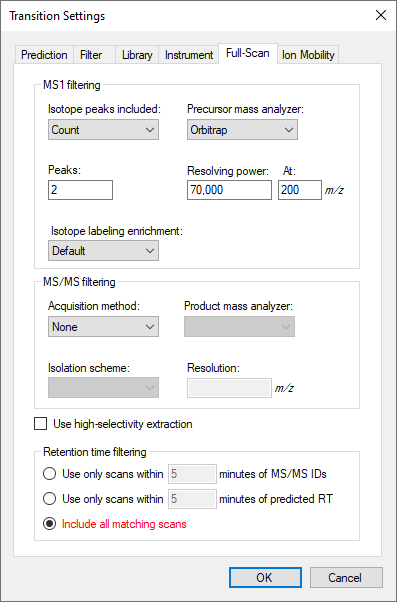 Transition Settings
Prediction Filter Library Instrument Full-Scan Ion Mobility
MS1 filtering
Isotope peaks included: Precursor mass analyzer:
Count Orbitrap
Peaks: Resolving power: At:
2 70,000 200 m/z
Isotope labeling enrichment:
Default
MS/MS filtering
Acquisition method: Product mass analyzer:
None
Isolation scheme: Resolution:
m/z
Use high-selectivity extraction
Retention time filtering
Use only scans within 5 minutes of MS/MS IDs
Use only scans within 5 minutes of predicted RT
Include all matching scans
OK Cancel